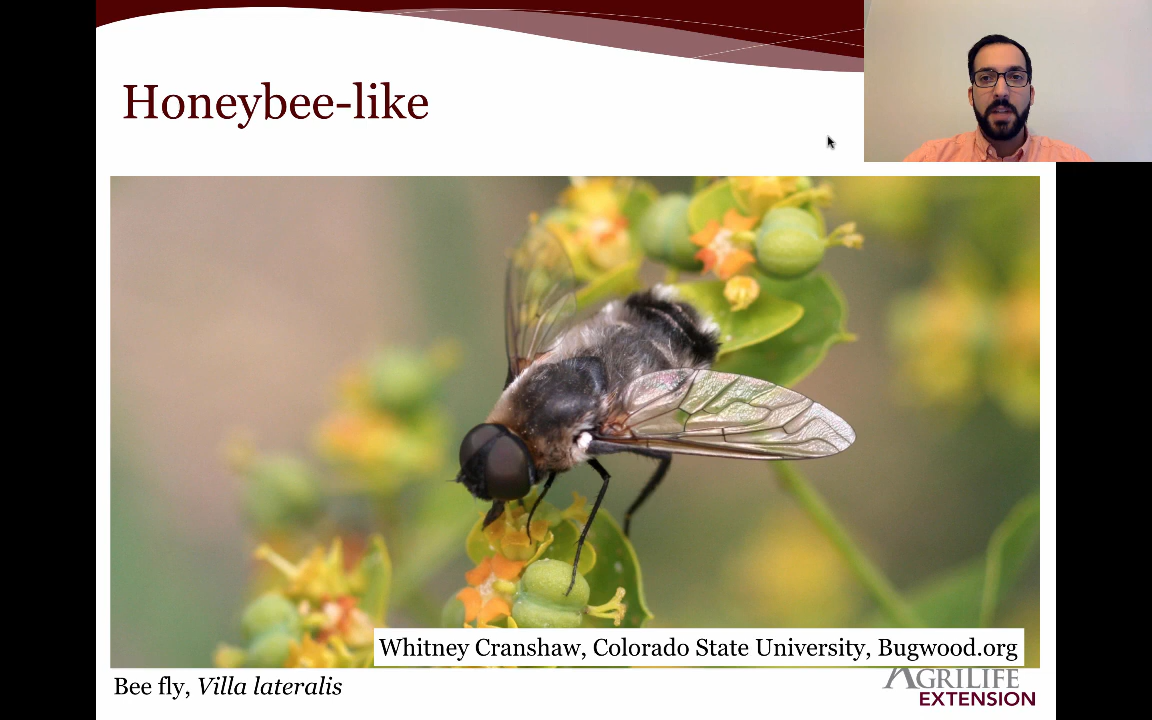 Honeybee-like
Whitney Cranshaw, Colorado State University, Bugwood.org
Bee fly, Villa lateralis
AGRILIFE
EXTENSION